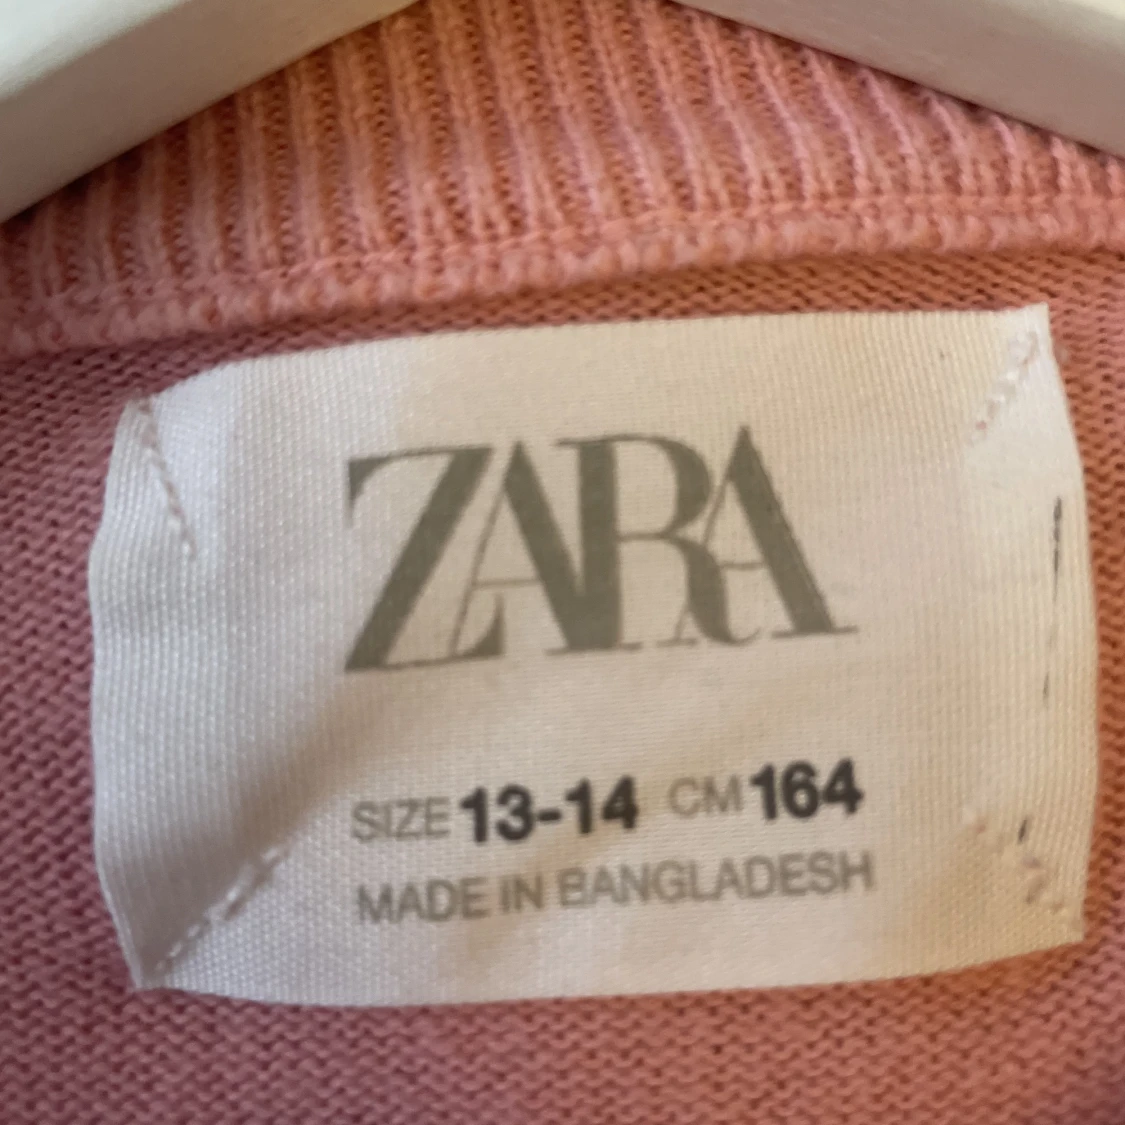 ZARA
SIZE 13-14 CM 164
MADE IN BANGLADESH